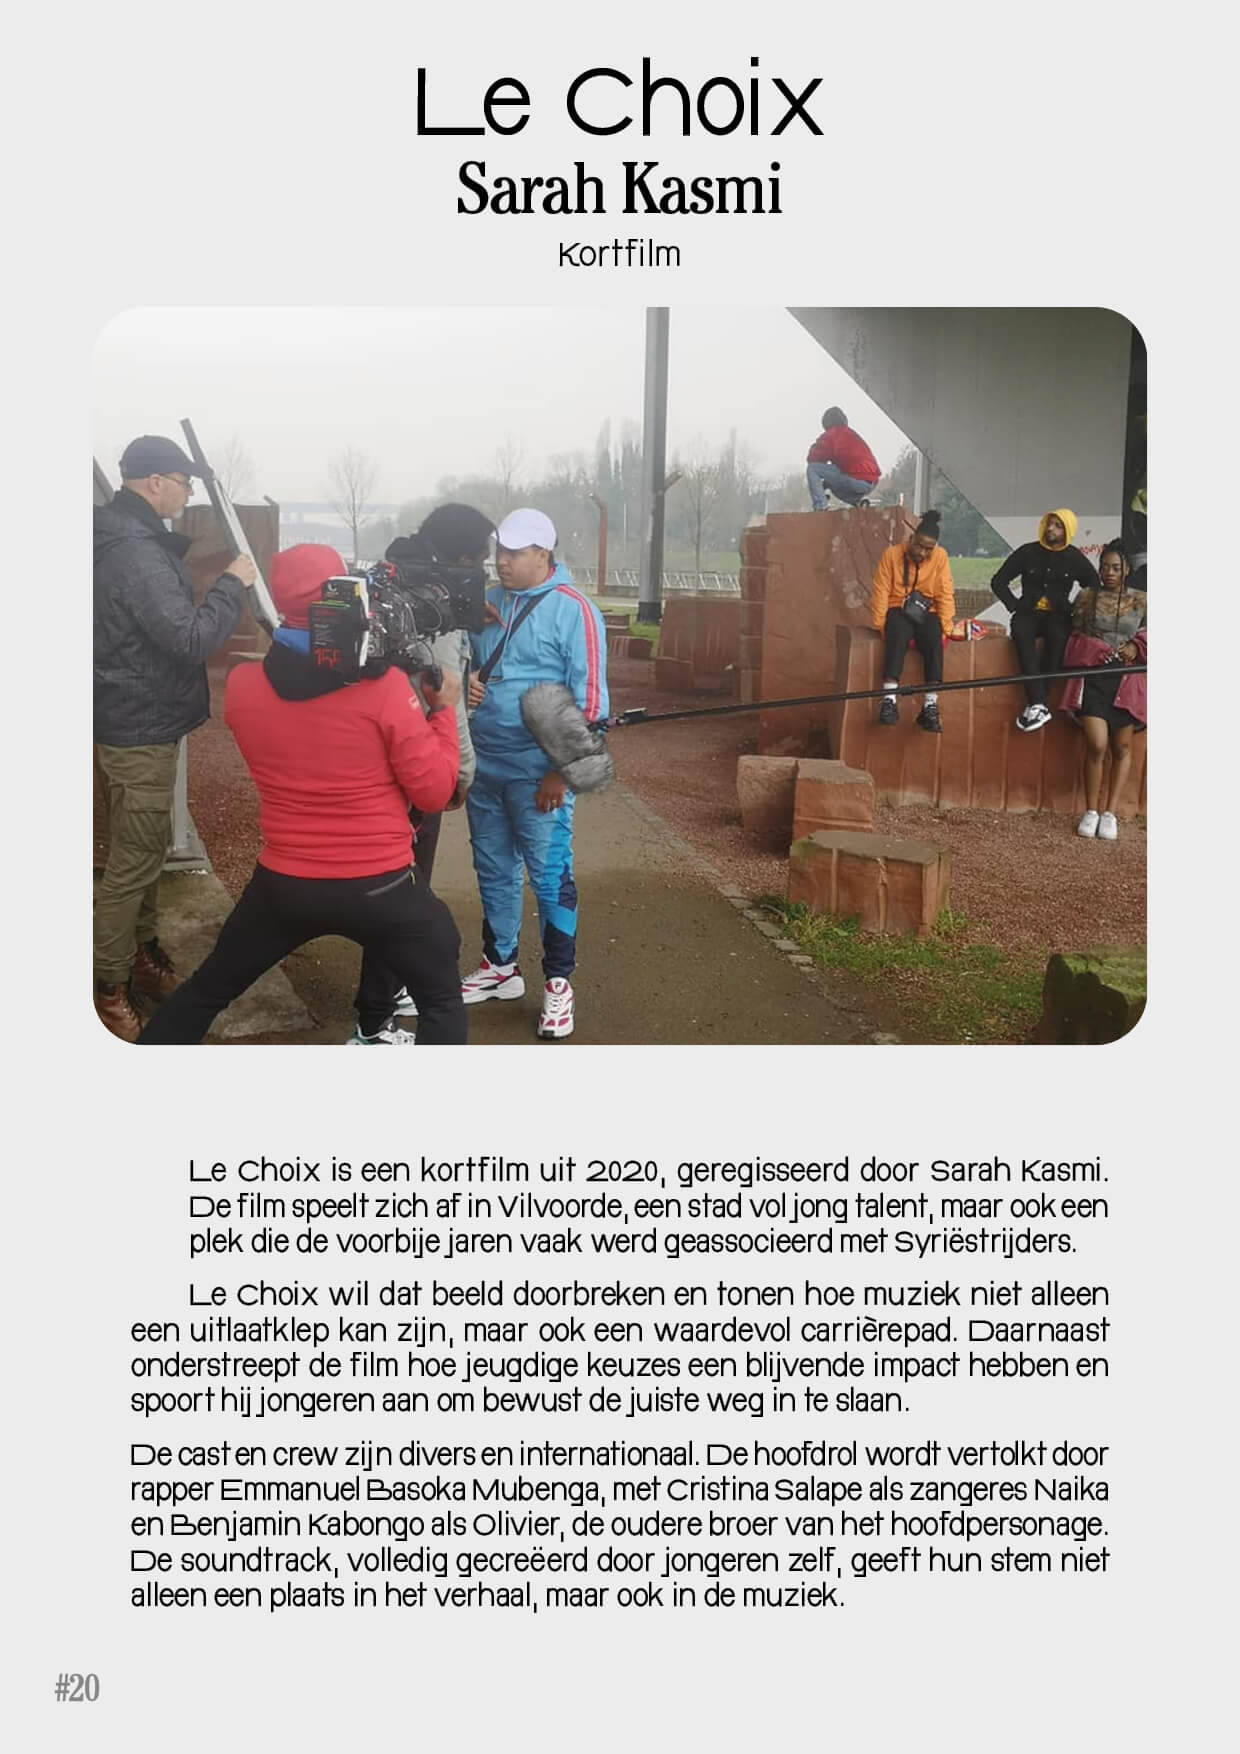 Le Choix
Sarah Kasmi
Kortfilm
Le Choix is een kortfilm uit 2020, geregisseerd door Sarah Kasmi.
De film speelt zich af in Vilvoorde, een stad vol jong talent, maar ook een
plek die de voorbije jaren vaak werd geassocieerd met Syriëstrijders.
Le Choix wil dat beeld doorbreken en tonen hoe muziek niet alleen
een uitlaatklep kan zijn, maar ook een waardevol carrièrepad. Daarnaast
onderstreept de film hoe jeugdige keuzes een blijvende impact hebben en
spoort hij jongeren aan om bewust de juiste weg in te slaan.
De cast en crew zijn divers en internationaal. De hoofdrol wordt vertolkt door
rapper Emmanuel Basoka Mubenga, met Cristina Salape als zangeres Naika
en Benjamin Kabongo als Olivier, de oudere broer van het hoofdpersonage.
De soundtrack, volledig gecreëerd door jongeren zelf, geeft hun stem niet
alleen een plaats in het verhaal, maar ook in de muziek.
#20